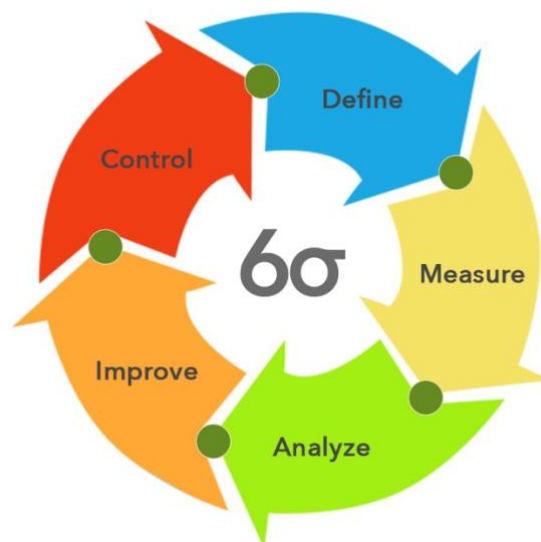 Define
Control
6σ
Measure
Improve
Analyze